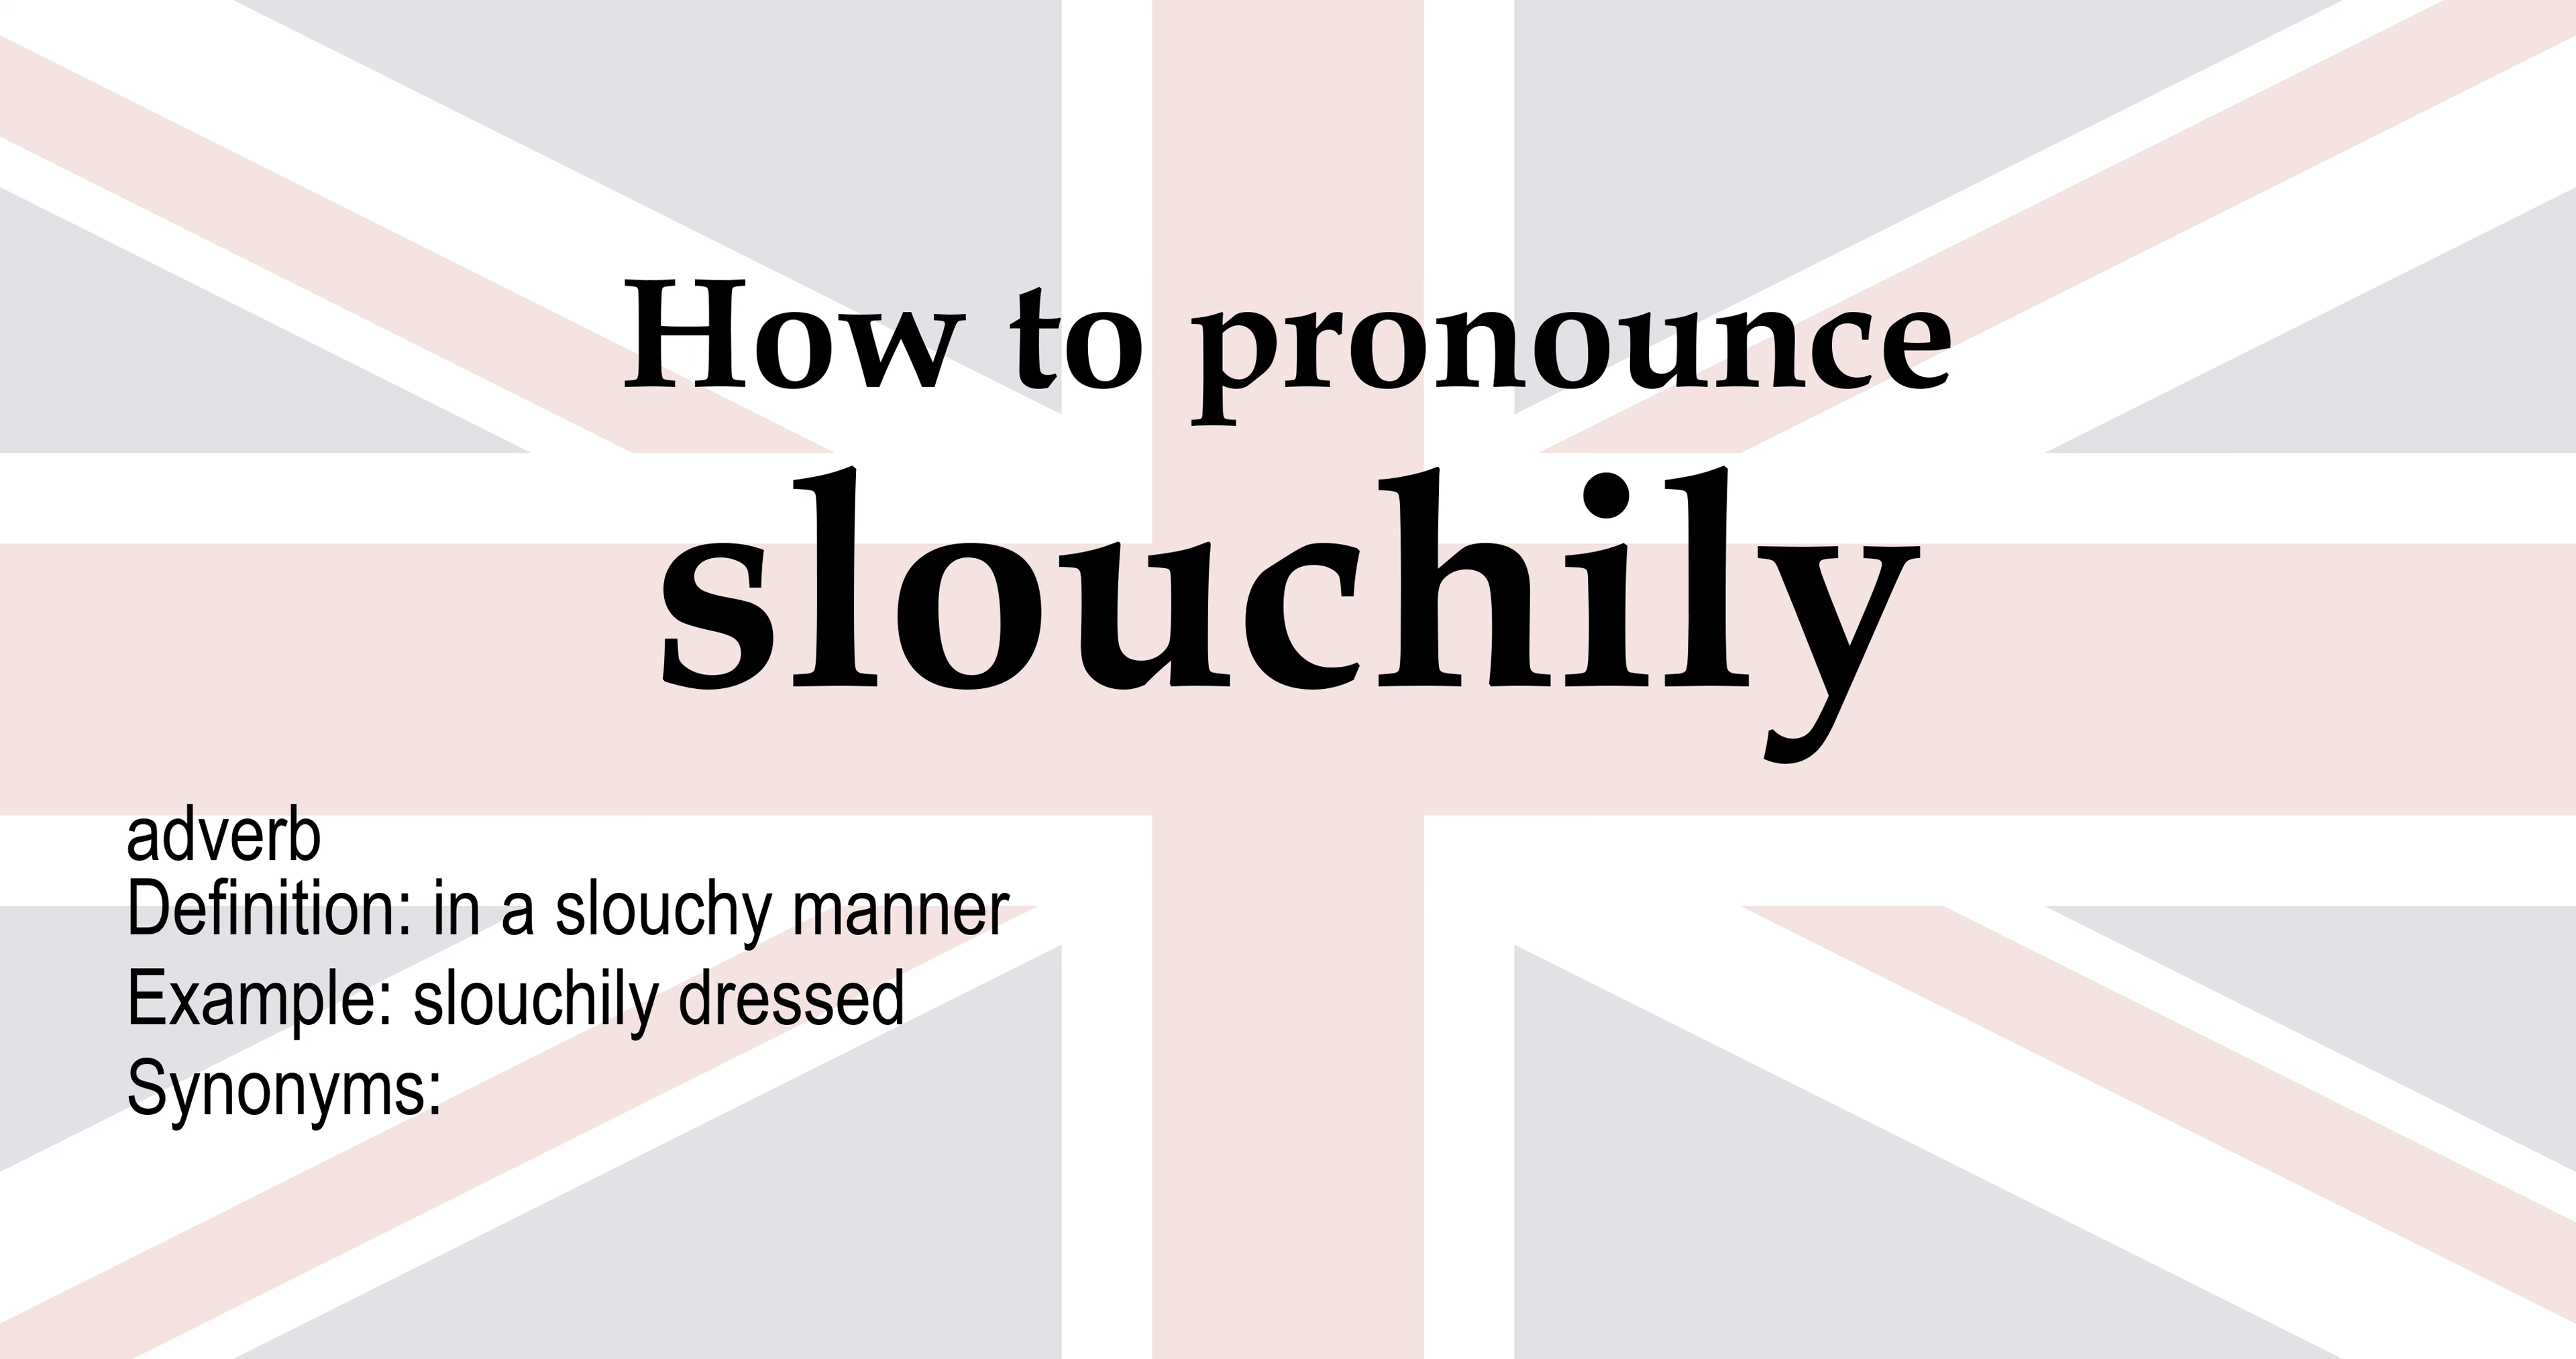 How to pronounce
slouchily
adverb
Definition: in a slouchy manner
Example: slouchily dressed
Synonyms: